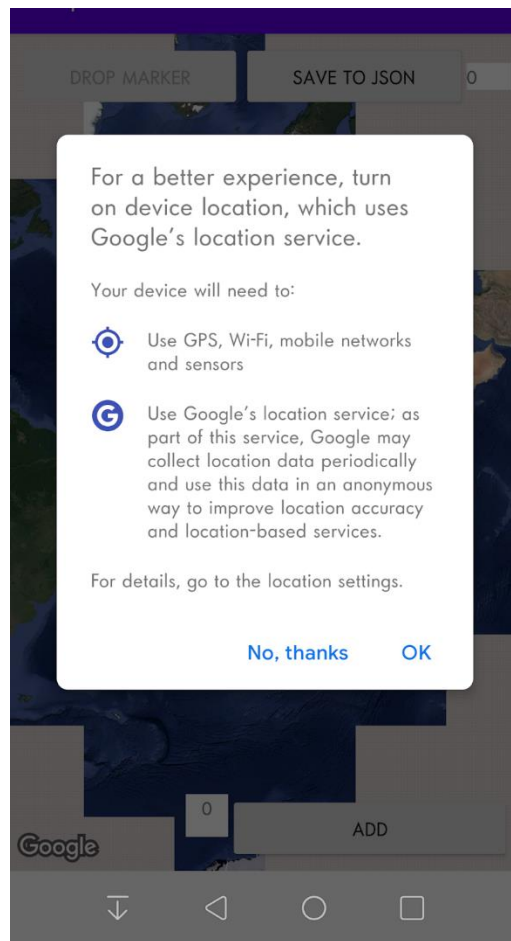 DROP MARKER
SAVE TO JSON
0
For a better experience, turn
on device location, which uses
Google's location service.
Your device will need to:
Use GPS, Wi-Fi, mobile networks
and sensors
G
Use Google's location service; as
part of this service, Google may
collect location data periodically
and use this data in an anonymous
way to improve location accuracy
and location-based services.
For details, go to the location settings.
No, thanks
OK
0
ADD
Google